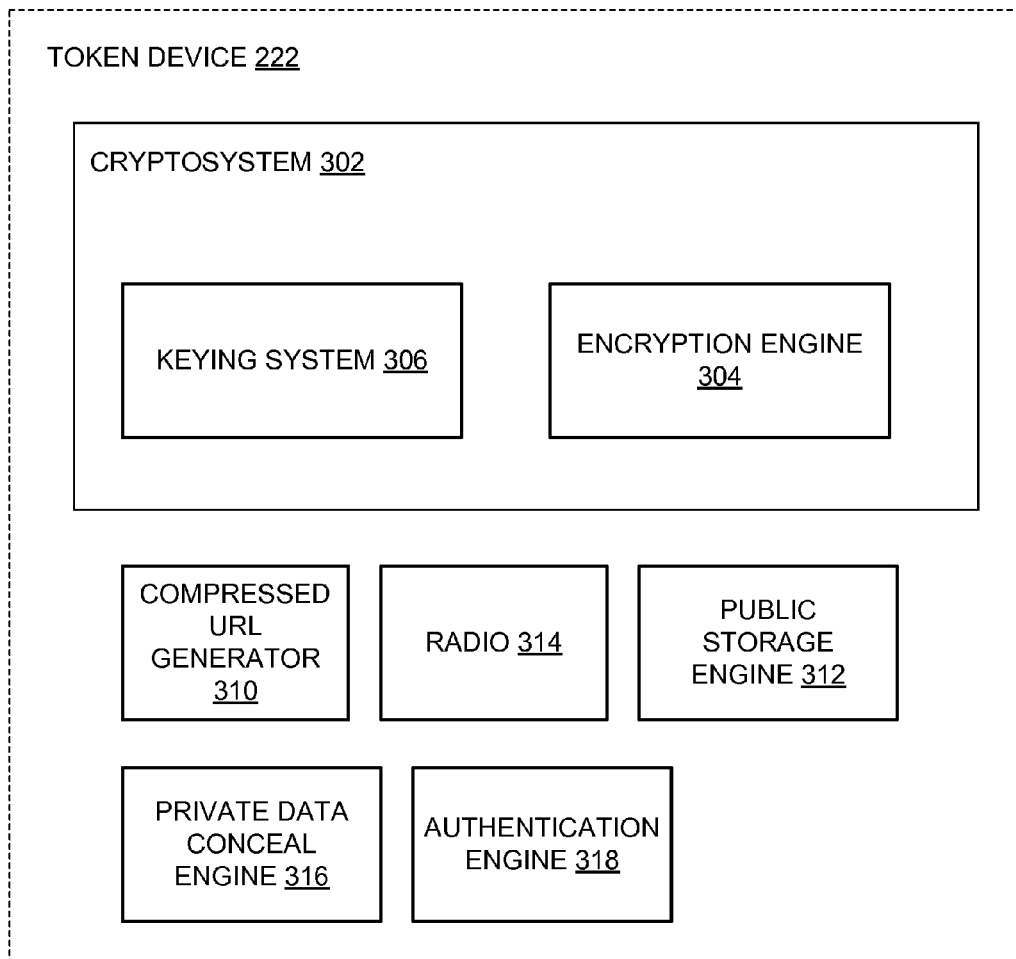 TOKEN DEVICE 222
CRYPTOSYSTEM 302
KEYING SYSTEM 306
ENCRYPTION ENGINE
304
COMPRESSED
URL
GENERATOR
310
RADIO 314
PUBLIC
STORAGE
ENGINE 312
PRIVATE DATA
CONCEAL
ENGINE 316
AUTHENTICATION
ENGINE 318